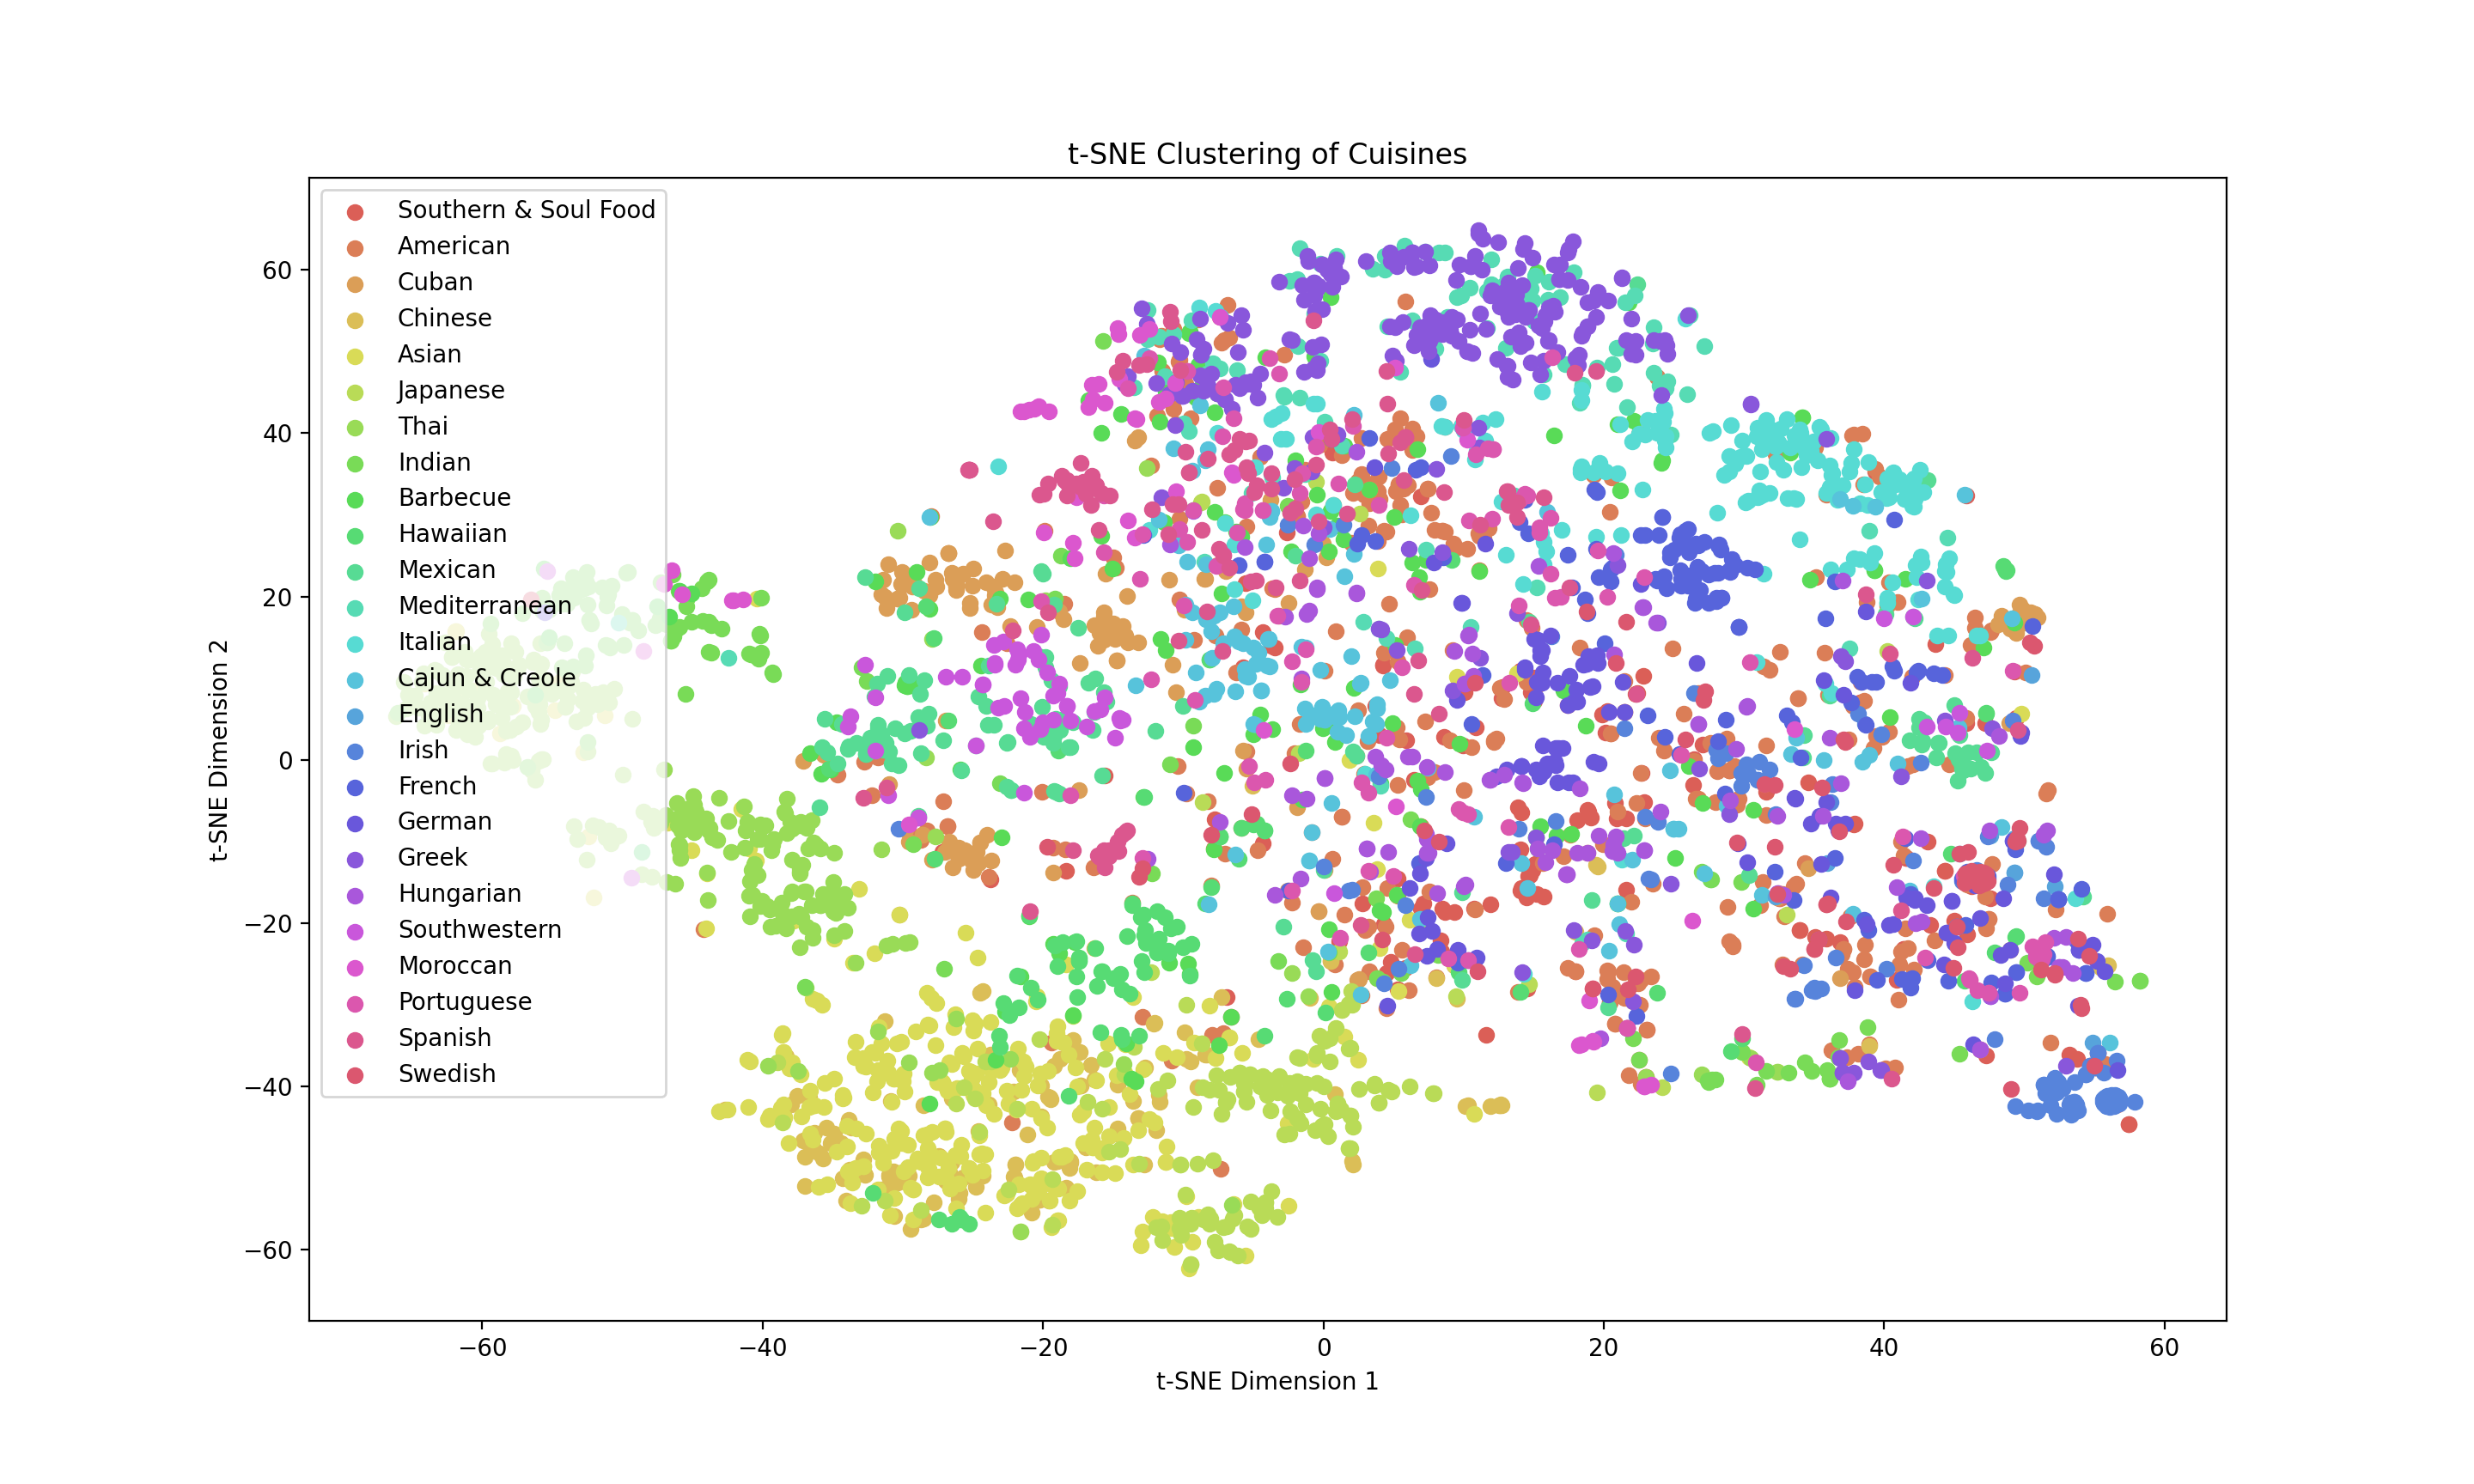 t-SNE Clustering of Cuisines
Southern & Soul Food
American
Cuban
Chinese
Asian
Japanese
Thai
Indian
Barbecue
Hawaiian
Mexican
Mediterranean
Italian
Cajun & Creole
English
Irish
French
German
Greek
Hungarian
Southwestern
Moroccan
Portuguese
Spanish
Swedish
t-SNE Dimension 2
60
40
20
0
−20
−40
−60
−60
−40
−20
0
20
40
60
t-SNE Dimension 1